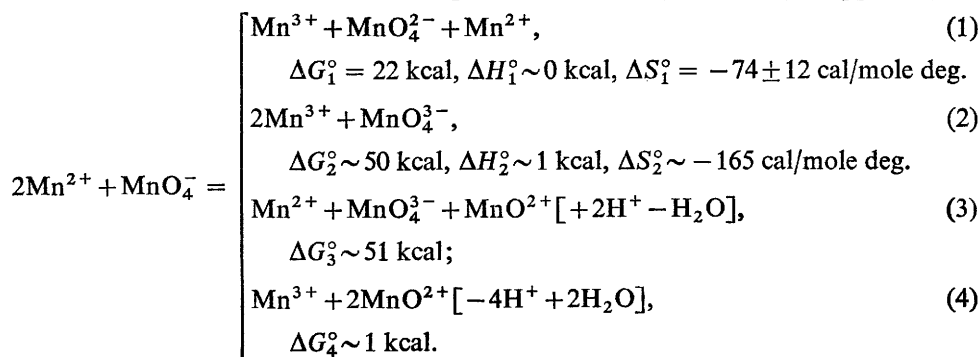 Mn³⁺ + MnO₄²⁻ + Mn²⁺, (1)
ΔG₁° = 22 kcal, ΔH₁° ~ 0 kcal, ΔS₁° = −74 ± 12 cal/mole deg.
2Mn³⁺ + MnO₄³⁻, (2)
ΔG₂° ~ 50 kcal, ΔH₂° ~ 1 kcal, ΔS₂° ~ −165 cal/mole deg.
2Mn²⁺ + MnO₄⁻ =
Mn²⁺ + MnO₄³⁻ + MnO²⁺[+2H⁺ − H₂O], (3)
ΔG₃° ~ 51 kcal;
Mn³⁺ + 2MnO²⁺[−4H⁺ + 2H₂O], (4)
ΔG₄° ~ 1 kcal.